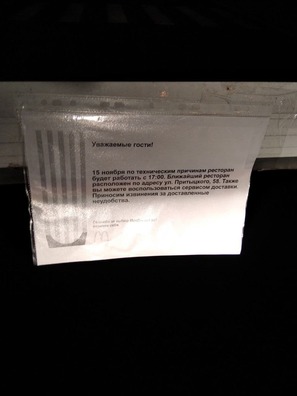 Уважаемые гости!
15 ноября по техническим причинам ресторан
будет работать с 17:00. Ближайший ресторан
расположен по адресу ул. Притыцкого, 58. Также
вы можете воспользоваться сервисом доставки.
Приносим извинения за доставленные
неудобства.